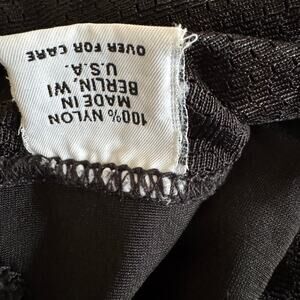 100% NYLON
MADE IN
BERLIN, WI
U.S.A.
OVER FOR CARE